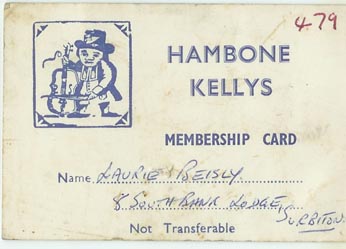 479
HAMBONE
KELLYS
MEMBERSHIP CARD
Name LAURIE BEISLY
8 SOUTH BANK LODGE,
SURBITON
Not Transferable